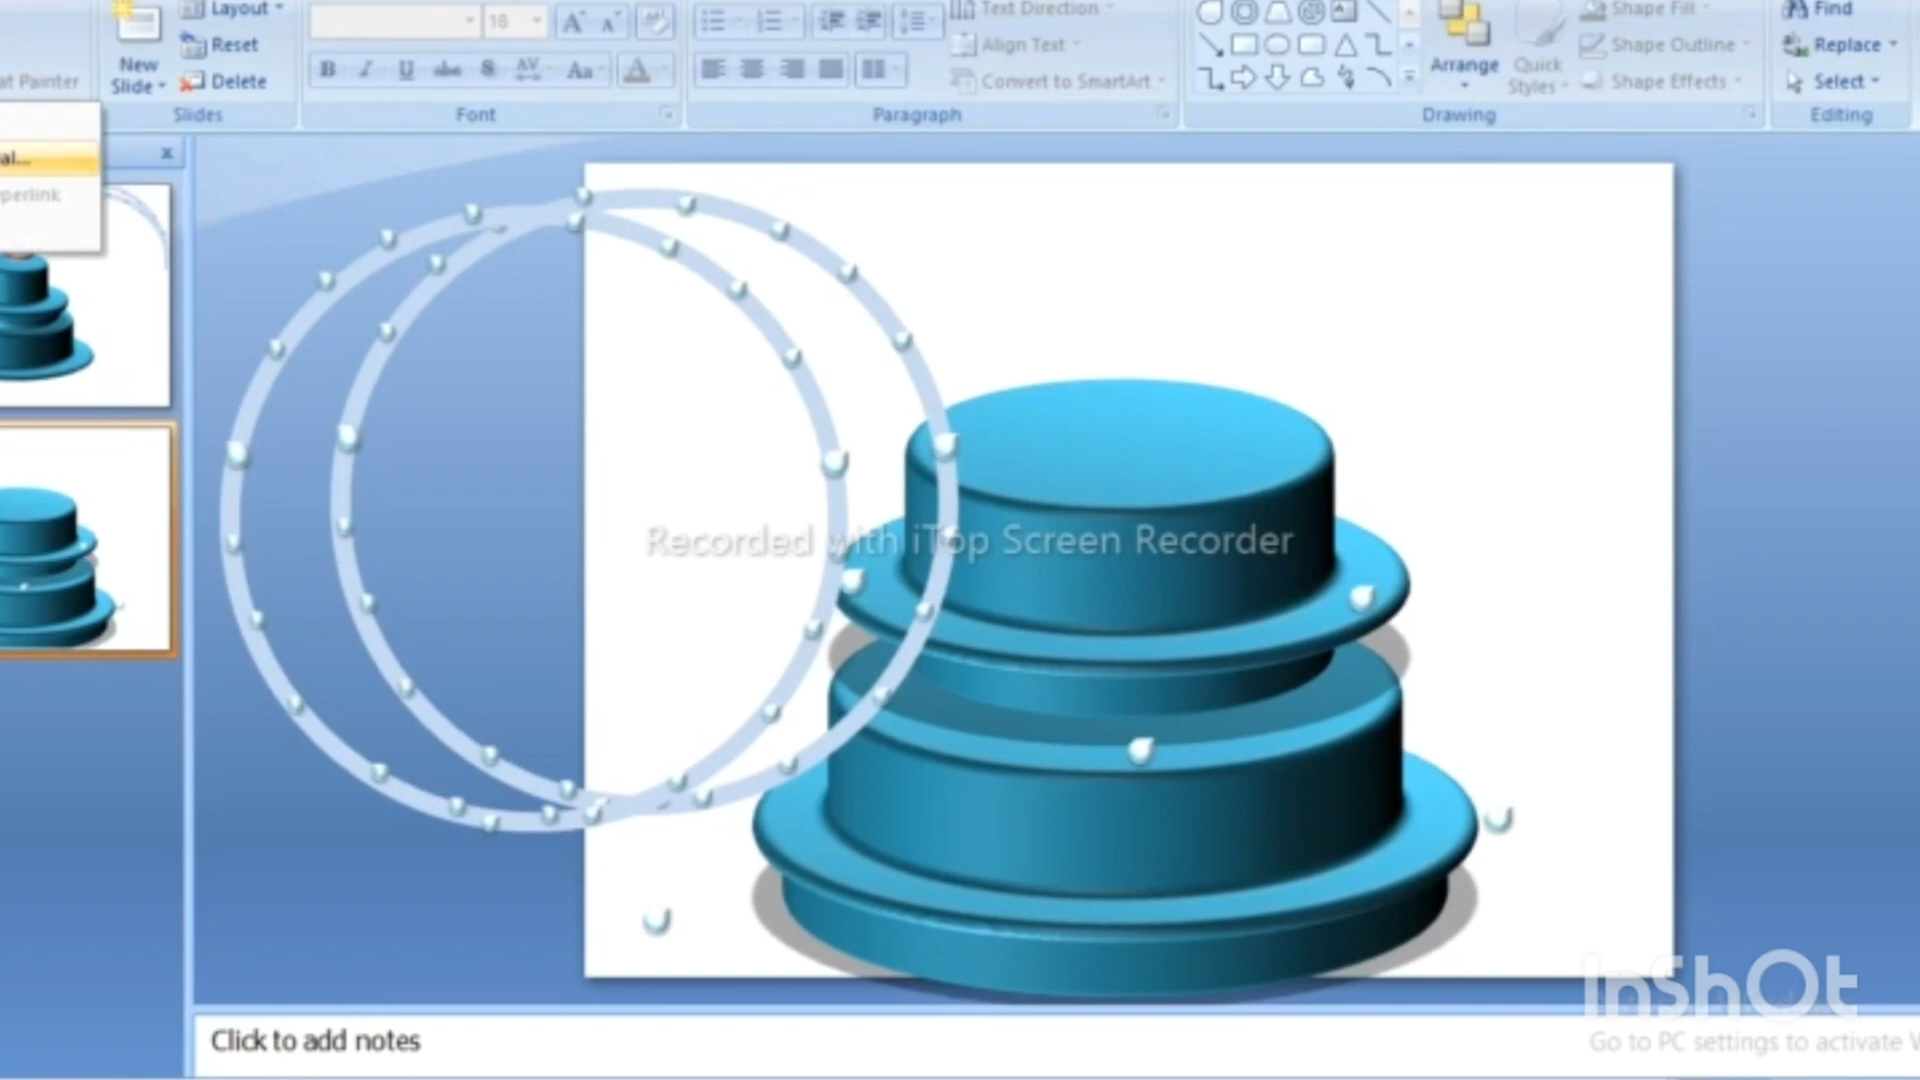 Layout
Reset
New
Slide
Delete
at Painter
Slides
18
B I U abc S AV Aa A
Font
Text Direction
Align Text
Convert to SmartArt
Paragraph
Arrange
Quick
Styles
Shape Fill
Shape Outline
Shape Effects
Drawing
Find
Replace
Select
Editing
al...
perlink
x
Recorded with iTop Screen Recorder
InShOt
Click to add notes
Go to PC settings to activate W